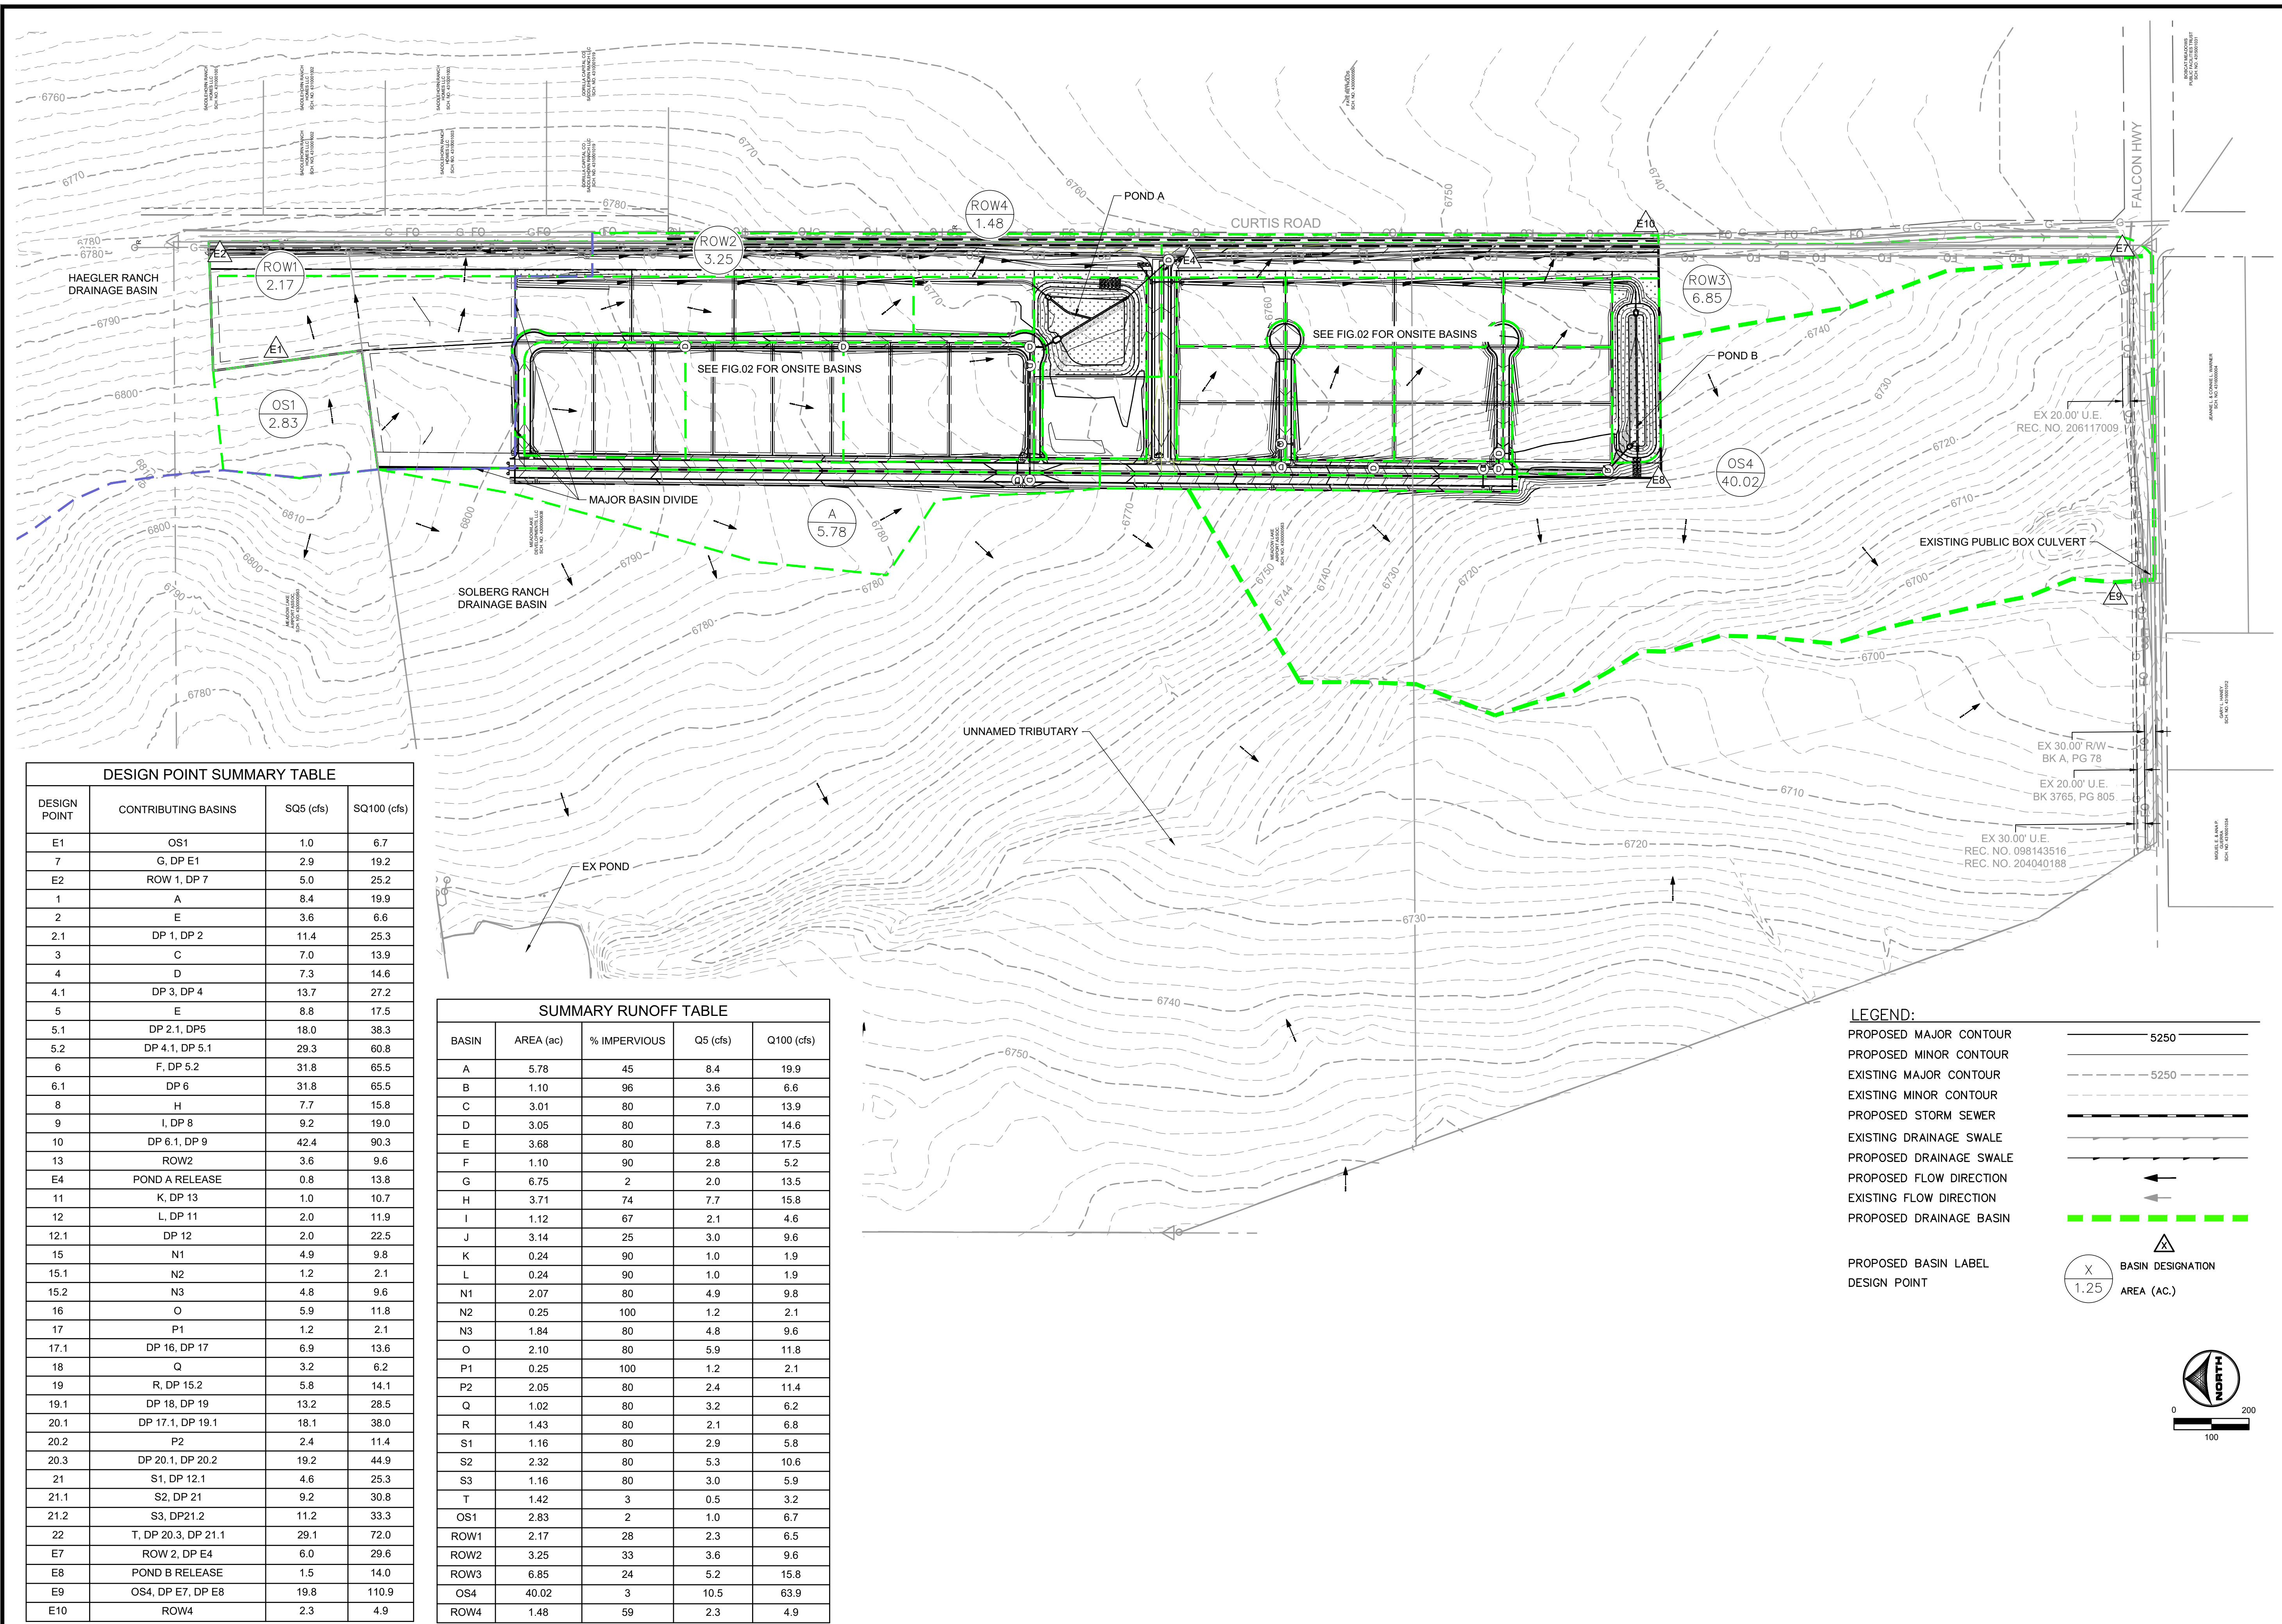 CURTIS ROAD
FALCON HWY
POND A
POND B
ROW4
1.48
ROW2
3.25
ROW1
2.17
ROW3
6.85
OS1
2.83
OS4
40.02
A
5.78
E2
E1
E4
E10
E7
E8
E9
HAEGLER RANCH
DRAINAGE BASIN
SEE FIG.02 FOR ONSITE BASINS
SEE FIG.02 FOR ONSITE BASINS
MAJOR BASIN DIVIDE
SOLBERG RANCH
DRAINAGE BASIN
UNNAMED TRIBUTARY
EX POND
EXISTING PUBLIC BOX CULVERT
EX 20.00' U.E.
REC. NO. 206117009
EX 30.00' R/W
BK A, PG 78
EX 20.00' U.E.
BK 3765, PG 805
EX 30.00' U.E.
REC. NO. 098143516
REC. NO. 204040188
6760
6770
6780
6780
6790
6800
6810
6810
6800
6800
6790
6780
6780
6770
6760
6750
6740
6770
6760
6740
6730
6720
6710
6700
6800
6790
6780
6780
6780
6770
6750
6744
6740
6730
6720
6700
6710
6720
6730
6740
6750
DESIGN POINT SUMMARY TABLE
DESIGN POINT CONTRIBUTING BASINS SQ5 (cfs) SQ100 (cfs)
E1 OS1 1.0 6.7
7 G, DP E1 2.9 19.2
E2 ROW 1, DP 7 5.0 25.2
1 A 8.4 19.9
2 E 3.6 6.6
2.1 DP 1, DP 2 11.4 25.3
3 C 7.0 13.9
4 D 7.3 14.6
4.1 DP 3, DP 4 13.7 27.2
5 E 8.8 17.5
5.1 DP 2.1, DP5 18.0 38.3
5.2 DP 4.1, DP 5.1 29.3 60.8
6 F, DP 5.2 31.8 65.5
6.1 DP 6 31.8 65.5
8 H 7.7 15.8
9 I, DP 8 9.2 19.0
10 DP 6.1, DP 9 42.4 90.3
13 ROW2 3.6 9.6
E4 POND A RELEASE 0.8 13.8
11 K, DP 13 1.0 10.7
12 L, DP 11 2.0 11.9
12.1 DP 12 2.0 22.5
15 N1 4.9 9.8
15.1 N2 1.2 2.1
15.2 N3 4.8 9.6
16 O 5.9 11.8
17 P1 1.2 2.1
17.1 DP 16, DP 17 6.9 13.6
18 Q 3.2 6.2
19 R, DP 15.2 5.8 14.1
19.1 DP 18, DP 19 13.2 28.5
20.1 DP 17.1, DP 19.1 18.1 38.0
20.2 P2 2.4 11.4
20.3 DP 20.1, DP 20.2 19.2 44.9
21 S1, DP 12.1 4.6 25.3
21.1 S2, DP 21 9.2 30.8
21.2 S3, DP21.2 11.2 33.3
22 T, DP 20.3, DP 21.1 29.1 72.0
E7 ROW 2, DP E4 6.0 29.6
E8 POND B RELEASE 1.5 14.0
E9 OS4, DP E7, DP E8 19.8 110.9
E10 ROW4 2.3 4.9
SUMMARY RUNOFF TABLE
BASIN AREA (ac) % IMPERVIOUS Q5 (cfs) Q100 (cfs)
A 5.78 45 8.4 19.9
B 1.10 96 3.6 6.6
C 3.01 80 7.0 13.9
D 3.05 80 7.3 14.6
E 3.68 80 8.8 17.5
F 1.10 90 2.8 5.2
G 6.75 2 2.0 13.5
H 3.71 74 7.7 15.8
I 1.12 67 2.1 4.6
J 3.14 25 3.0 9.6
K 0.24 90 1.0 1.9
L 0.24 90 1.0 1.9
N1 2.07 80 4.9 9.8
N2 0.25 100 1.2 2.1
N3 1.84 80 4.8 9.6
O 2.10 80 5.9 11.8
P1 0.25 100 1.2 2.1
P2 2.05 80 2.4 11.4
Q 1.02 80 3.2 6.2
R 1.43 80 2.1 6.8
S1 1.16 80 2.9 5.8
S2 2.32 80 5.3 10.6
S3 1.16 80 3.0 5.9
T 1.42 3 0.5 3.2
OS1 2.83 2 1.0 6.7
ROW1 2.17 28 2.3 6.5
ROW2 3.25 33 3.6 9.6
ROW3 6.85 24 5.2 15.8
OS4 40.02 3 10.5 63.9
ROW4 1.48 59 2.3 4.9
LEGEND:
PROPOSED MAJOR CONTOUR 5250
PROPOSED MINOR CONTOUR
EXISTING MAJOR CONTOUR 5250
EXISTING MINOR CONTOUR
PROPOSED STORM SEWER
EXISTING DRAINAGE SWALE
PROPOSED DRAINAGE SWALE
PROPOSED FLOW DIRECTION
EXISTING FLOW DIRECTION
PROPOSED DRAINAGE BASIN
X
PROPOSED BASIN LABEL
DESIGN POINT
X
1.25
BASIN DESIGNATION
AREA (AC.)
NORTH
0 200
100